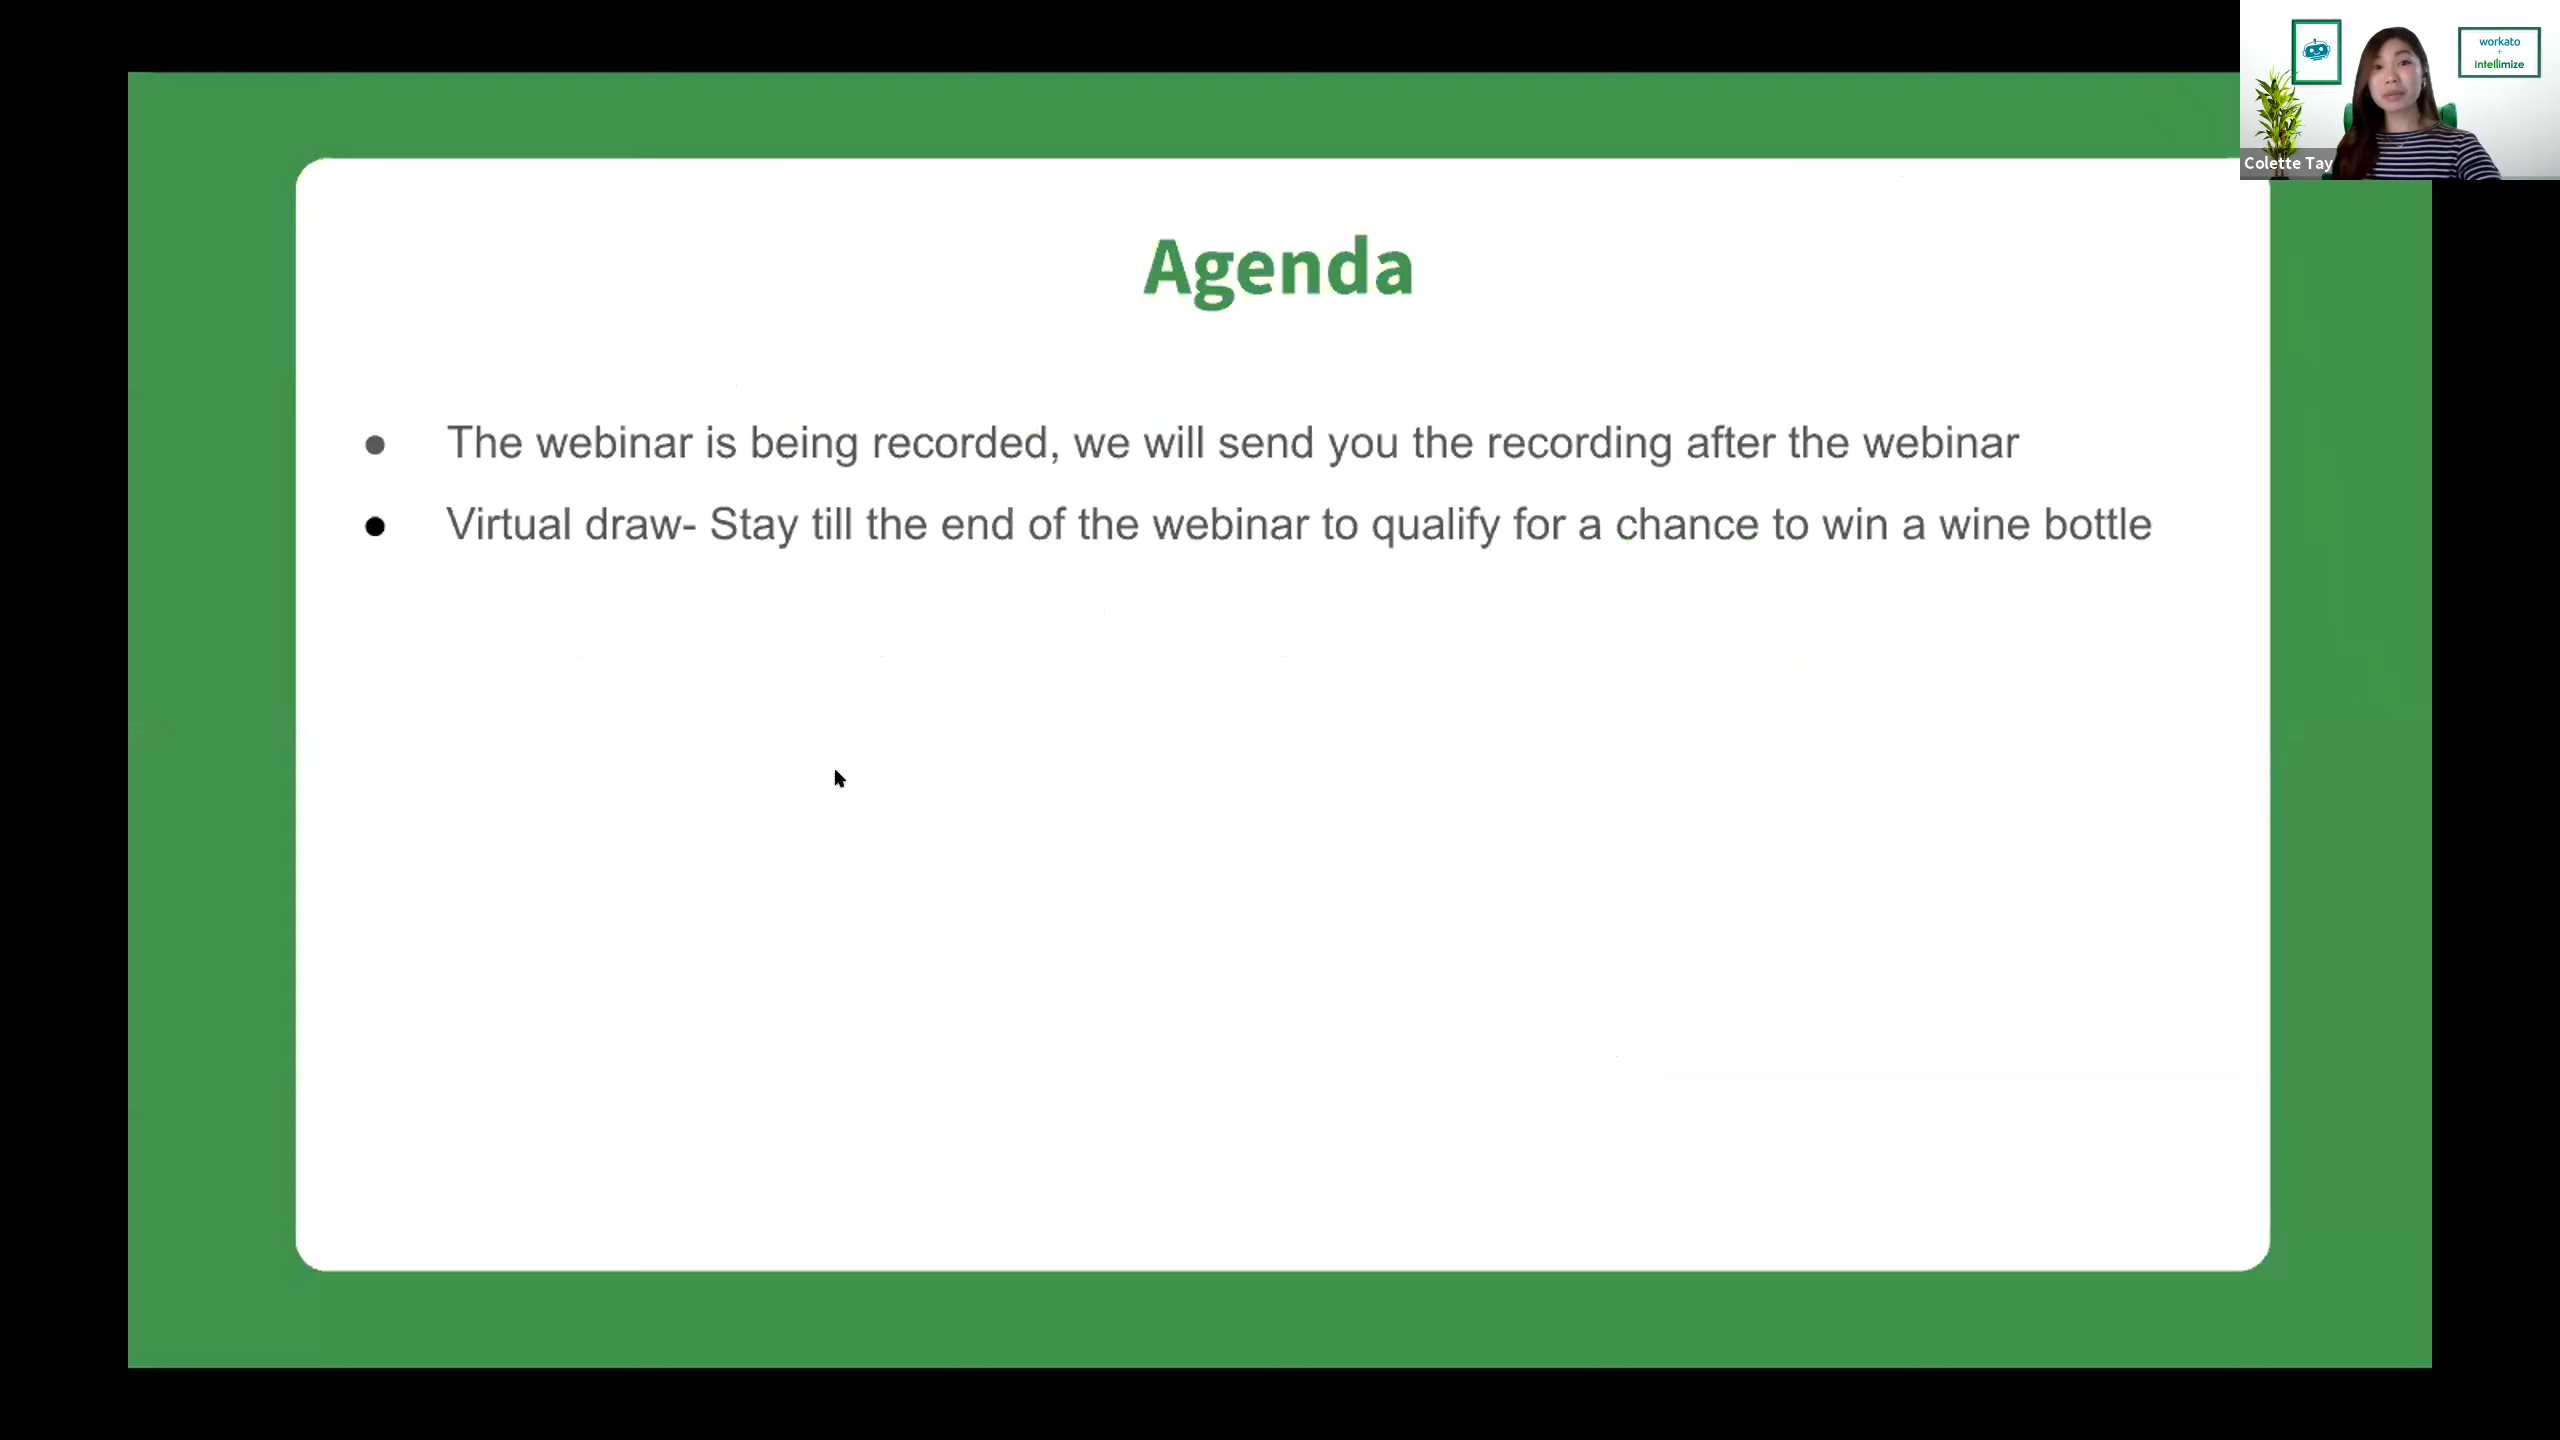 workato
+
intellimize
Colette Tay
Agenda
● The webinar is being recorded, we will send you the recording after the webinar
● Virtual draw- Stay till the end of the webinar to qualify for a chance to win a wine bottle